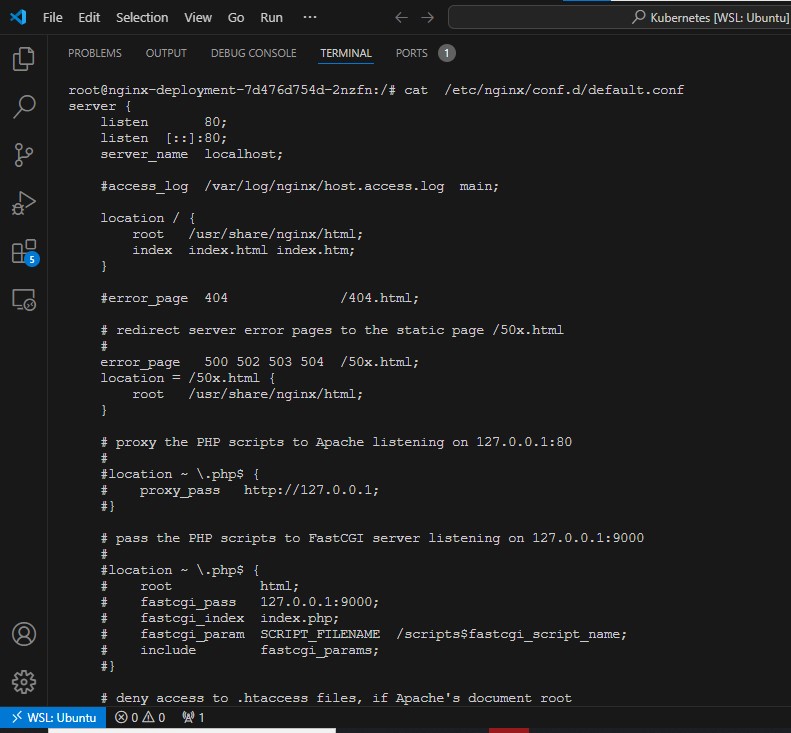 File Edit Selection View Go Run ··· ← → Kubernetes [WSL: Ubuntu]
PROBLEMS OUTPUT DEBUG CONSOLE TERMINAL PORTS 1
root@nginx-deployment-7d476d754d-2nzfn:/# cat  /etc/nginx/conf.d/default.conf
server {
    listen       80;
    listen  [::]:80;
    server_name  localhost;
    #access_log  /var/log/nginx/host.access.log  main;
    location / {
        root   /usr/share/nginx/html;
        index  index.html index.htm;
    }
    #error_page  404              /404.html;
    # redirect server error pages to the static page /50x.html
    #
    error_page   500 502 503 504  /50x.html;
    location = /50x.html {
        root   /usr/share/nginx/html;
    }
    # proxy the PHP scripts to Apache listening on 127.0.0.1:80
    #
    #location ~ \.php$ {
    #    proxy_pass   http://127.0.0.1;
    #}
    # pass the PHP scripts to FastCGI server listening on 127.0.0.1:9000
    #
    #location ~ \.php$ {
    #    root           html;
    #    fastcgi_pass   127.0.0.1:9000;
    #    fastcgi_index  index.php;
    #    fastcgi_param  SCRIPT_FILENAME  /scripts$fastcgi_script_name;
    #    include        fastcgi_params;
    #}
    # deny access to .htaccess files, if Apache's document root
5
WSL: Ubuntu 0 0 1